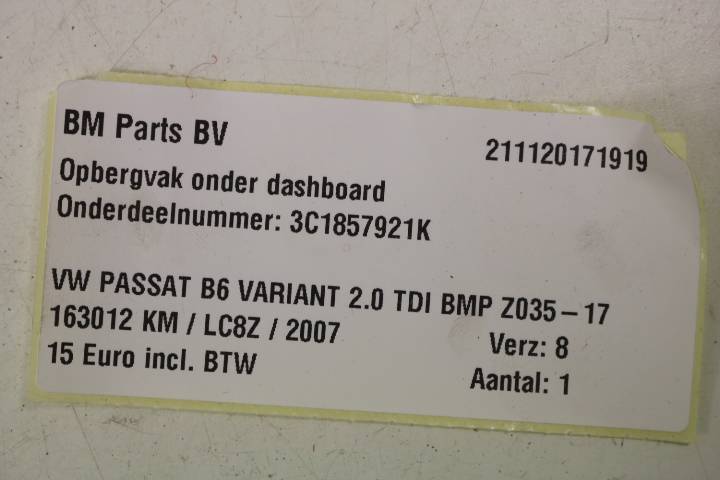 BM Parts BV
211120171919
Opbergvak onder dashboard
Onderdeelnummer: 3C1857921K
VW PASSAT B6 VARIANT 2.0 TDI BMP Z035-17
163012 KM / LC8Z / 2007
Verz: 8
15 Euro incl. BTW
Aantal: 1